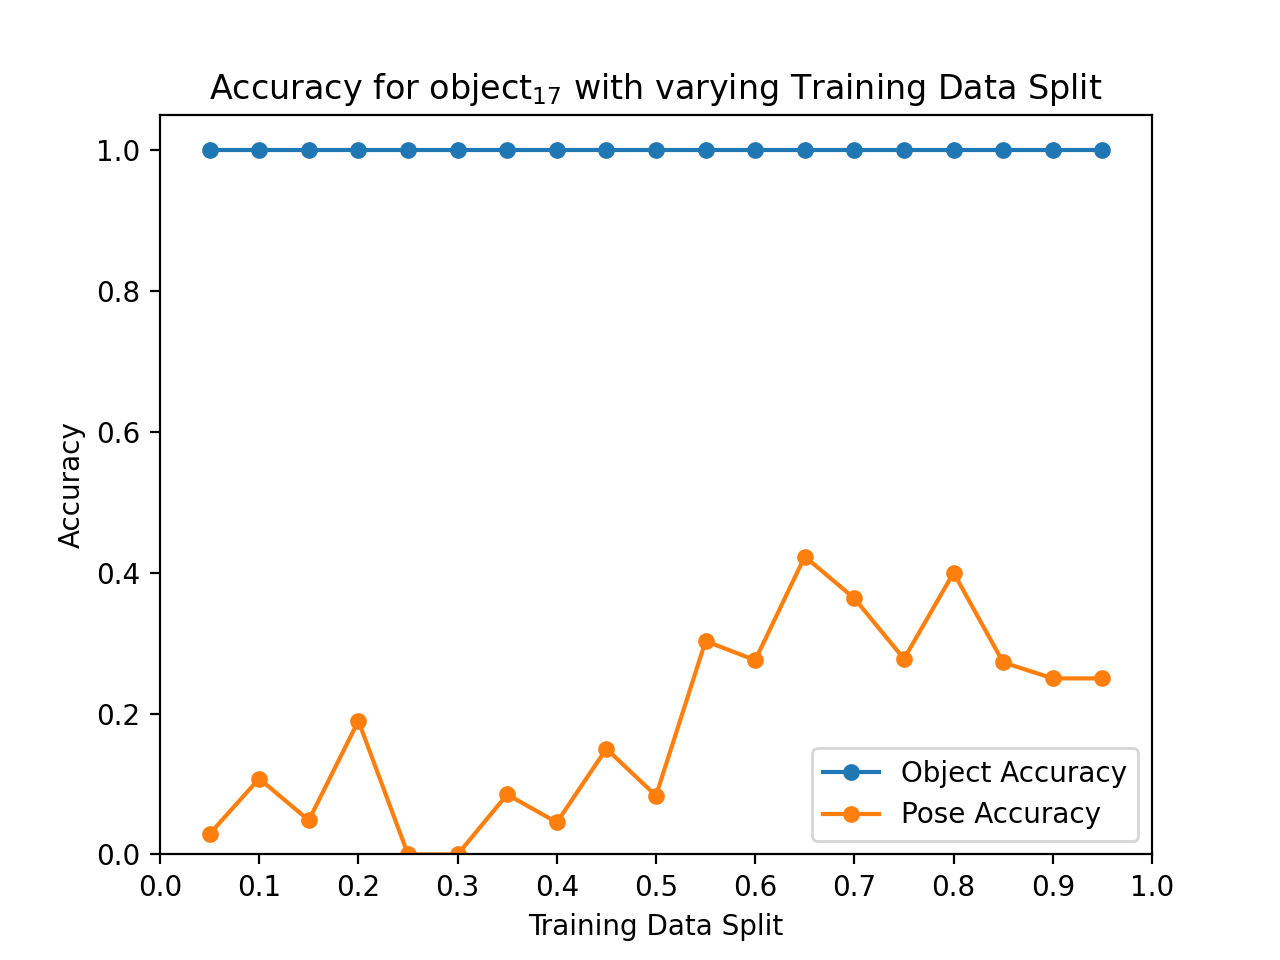 Accuracy for object₁₇ with varying Training Data Split
1.0
0.8
0.6
0.4
0.2
0.0
Accuracy
0.0 0.1 0.2 0.3 0.4 0.5 0.6 0.7 0.8 0.9 1.0
Training Data Split
Object Accuracy
Pose Accuracy